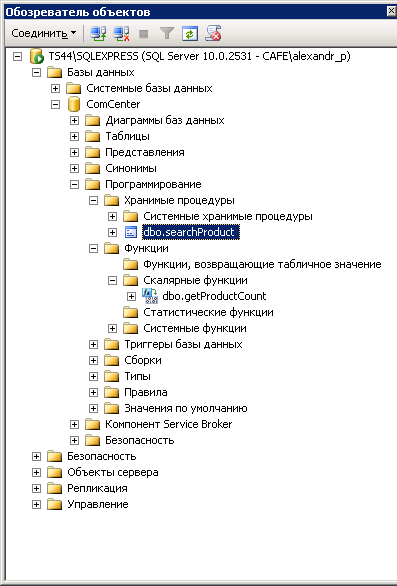 Обозреватель объектов
Соединить
TS44\SQLEXPRESS (SQL Server 10.0.2531 - CAFE\alexandr_p)
Базы данных
Системные базы данных
ComCenter
Диаграммы баз данных
Таблицы
Представления
Синонимы
Программирование
Хранимые процедуры
Системные хранимые процедуры
dbo.searchProduct
Функции
Функции, возвращающие табличное значение
Скалярные функции
dbo.getProductCount
Статистические функции
Системные функции
Триггеры базы данных
Сборки
Типы
Правила
Значения по умолчанию
Компонент Service Broker
Безопасность
Безопасность
Объекты сервера
Репликация
Управление